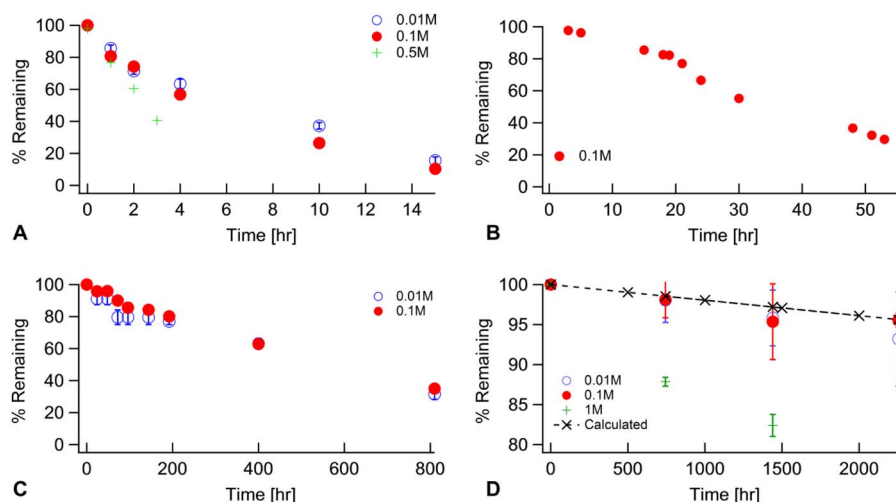 100
80
60
40
20
0
% Remaining
0.01M
0.1M
0.5M
0 2 4 6 8 10 12 14
Time [hr]
A
100
80
60
40
20
0
% Remaining
0.1M
0 10 20 30 40 50
Time [hr]
B
100
80
60
40
20
0
% Remaining
0.01M
0.1M
0 200 400 600 800
Time [hr]
C
100
95
90
85
80
% Remaining
0.01M
0.1M
1M
Calculated
0 500 1000 1500 2000
Time [hr]
D